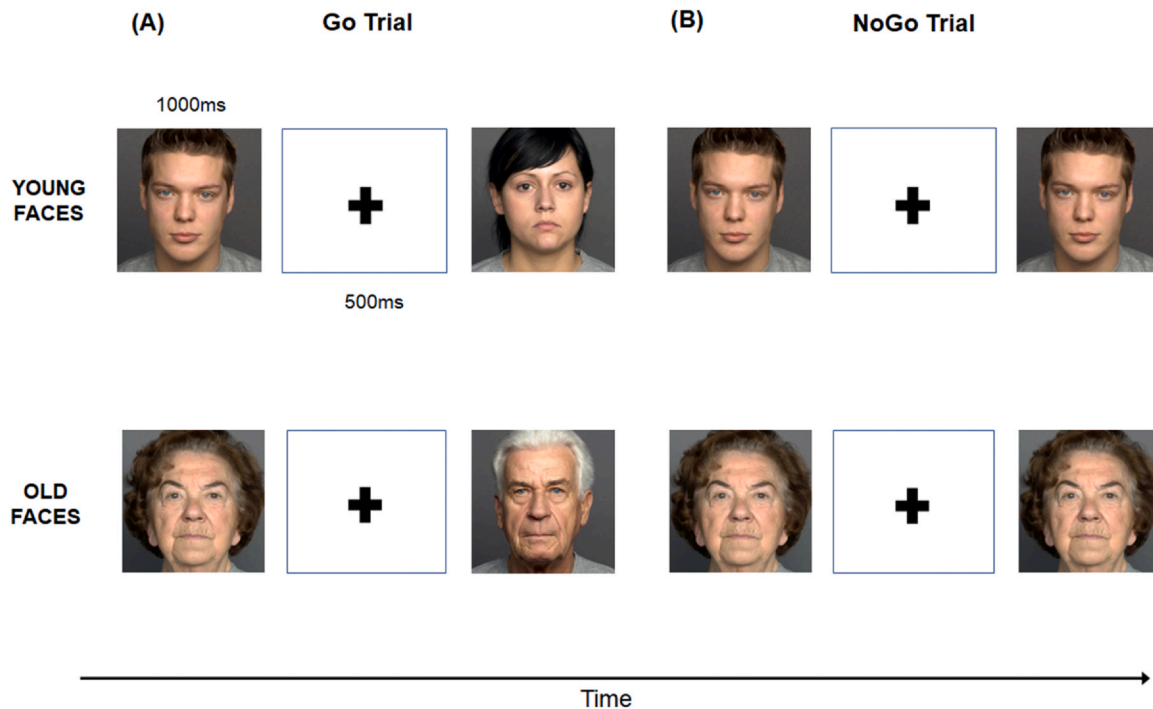 (A)
Go Trial
(B)
NoGo Trial
1000ms
YOUNG
FACES
500ms
OLD
FACES
Time